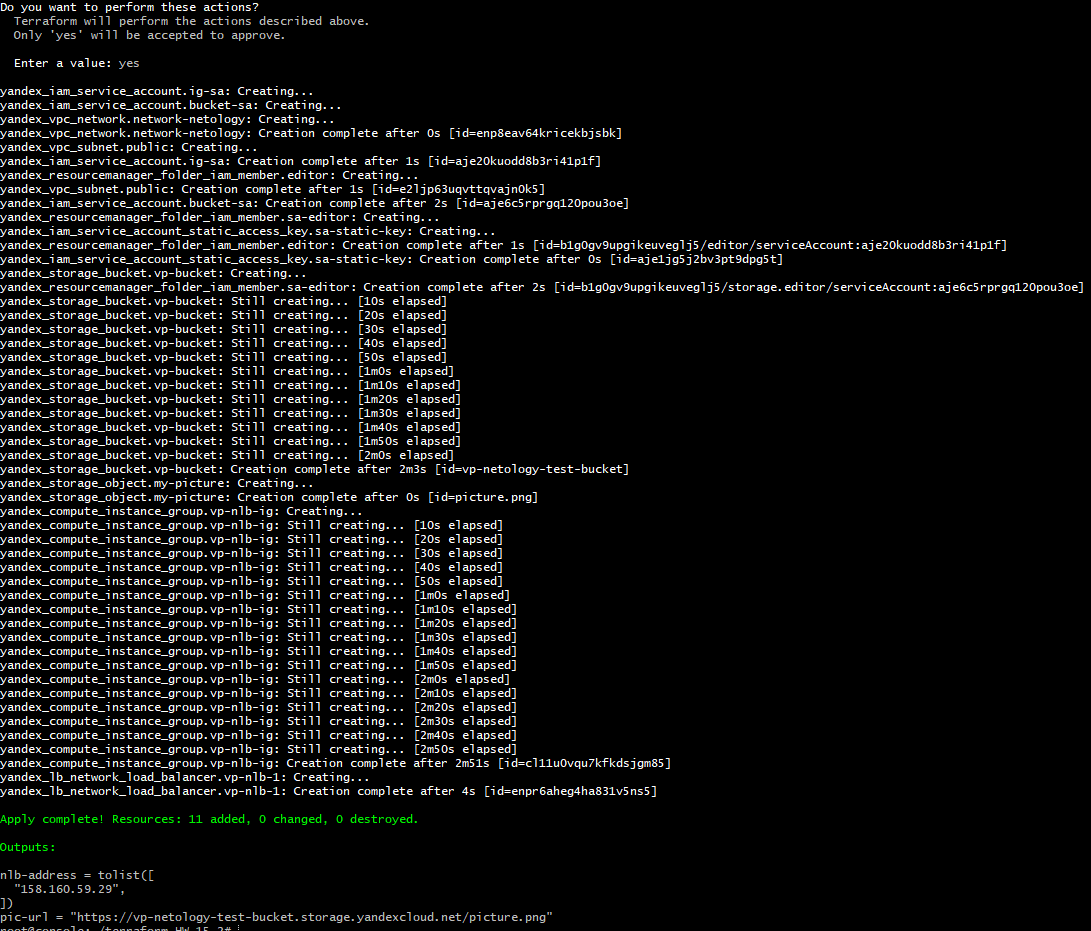 Do you want to perform these actions?
  Terraform will perform the actions described above.
  Only 'yes' will be accepted to approve.

  Enter a value: yes

yandex_iam_service_account.ig-sa: Creating...
yandex_iam_service_account.bucket-sa: Creating...
yandex_vpc_network.network-netology: Creating...
yandex_vpc_network.network-netology: Creation complete after 0s [id=enp8eav64kricekbjsbk]
yandex_vpc_subnet.public: Creating...
yandex_iam_service_account.ig-sa: Creation complete after 1s [id=aje20kuodd8b3ri41p1f]
yandex_resourcemanager_folder_iam_member.editor: Creating...
yandex_vpc_subnet.public: Creation complete after 1s [id=e2ljp63uqvttqvajn0k5]
yandex_iam_service_account.bucket-sa: Creation complete after 2s [id=aje6c5rprgq120pou3oe]
yandex_resourcemanager_folder_iam_member.sa-editor: Creating...
yandex_iam_service_account_static_access_key.sa-static-key: Creating...
yandex_resourcemanager_folder_iam_member.editor: Creation complete after 1s [id=b1g0gv9upgikeuveglj5/editor/serviceAccount:aje20kuodd8b3ri41p1f]
yandex_iam_service_account_static_access_key.sa-static-key: Creation complete after 0s [id=aje1jg5j2bv3pt9dpg5t]
yandex_storage_bucket.vp-bucket: Creating...
yandex_resourcemanager_folder_iam_member.sa-editor: Creation complete after 2s [id=b1g0gv9upgikeuveglj5/storage.editor/serviceAccount:aje6c5rprgq120pou3oe]
yandex_storage_bucket.vp-bucket: Still creating... [10s elapsed]
yandex_storage_bucket.vp-bucket: Still creating... [20s elapsed]
yandex_storage_bucket.vp-bucket: Still creating... [30s elapsed]
yandex_storage_bucket.vp-bucket: Still creating... [40s elapsed]
yandex_storage_bucket.vp-bucket: Still creating... [50s elapsed]
yandex_storage_bucket.vp-bucket: Still creating... [1m0s elapsed]
yandex_storage_bucket.vp-bucket: Still creating... [1m10s elapsed]
yandex_storage_bucket.vp-bucket: Still creating... [1m20s elapsed]
yandex_storage_bucket.vp-bucket: Still creating... [1m30s elapsed]
yandex_storage_bucket.vp-bucket: Still creating... [1m40s elapsed]
yandex_storage_bucket.vp-bucket: Still creating... [1m50s elapsed]
yandex_storage_bucket.vp-bucket: Still creating... [2m0s elapsed]
yandex_storage_bucket.vp-bucket: Creation complete after 2m3s [id=vp-netology-test-bucket]
yandex_storage_object.my-picture: Creating...
yandex_storage_object.my-picture: Creation complete after 0s [id=picture.png]
yandex_compute_instance_group.vp-nlb-ig: Creating...
yandex_compute_instance_group.vp-nlb-ig: Still creating... [10s elapsed]
yandex_compute_instance_group.vp-nlb-ig: Still creating... [20s elapsed]
yandex_compute_instance_group.vp-nlb-ig: Still creating... [30s elapsed]
yandex_compute_instance_group.vp-nlb-ig: Still creating... [40s elapsed]
yandex_compute_instance_group.vp-nlb-ig: Still creating... [50s elapsed]
yandex_compute_instance_group.vp-nlb-ig: Still creating... [1m0s elapsed]
yandex_compute_instance_group.vp-nlb-ig: Still creating... [1m10s elapsed]
yandex_compute_instance_group.vp-nlb-ig: Still creating... [1m20s elapsed]
yandex_compute_instance_group.vp-nlb-ig: Still creating... [1m30s elapsed]
yandex_compute_instance_group.vp-nlb-ig: Still creating... [1m40s elapsed]
yandex_compute_instance_group.vp-nlb-ig: Still creating... [1m50s elapsed]
yandex_compute_instance_group.vp-nlb-ig: Still creating... [2m0s elapsed]
yandex_compute_instance_group.vp-nlb-ig: Still creating... [2m10s elapsed]
yandex_compute_instance_group.vp-nlb-ig: Still creating... [2m20s elapsed]
yandex_compute_instance_group.vp-nlb-ig: Still creating... [2m30s elapsed]
yandex_compute_instance_group.vp-nlb-ig: Still creating... [2m40s elapsed]
yandex_compute_instance_group.vp-nlb-ig: Still creating... [2m50s elapsed]
yandex_compute_instance_group.vp-nlb-ig: Creation complete after 2m51s [id=cl11u0vqu7kfkdsjgm85]
yandex_lb_network_load_balancer.vp-nlb-1: Creating...
yandex_lb_network_load_balancer.vp-nlb-1: Creation complete after 4s [id=enpr6aheg4ha831v5ns5]

Apply complete! Resources: 11 added, 0 changed, 0 destroyed.

Outputs:

nlb-address = tolist([
  "158.160.59.29",
])
pic-url = "https://vp-netology-test-bucket.storage.yandexcloud.net/picture.png"